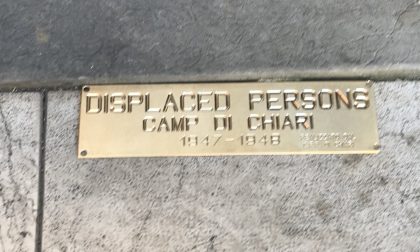 DISPLACED PERSONS
CAMP DI CHIARI
1947-1948